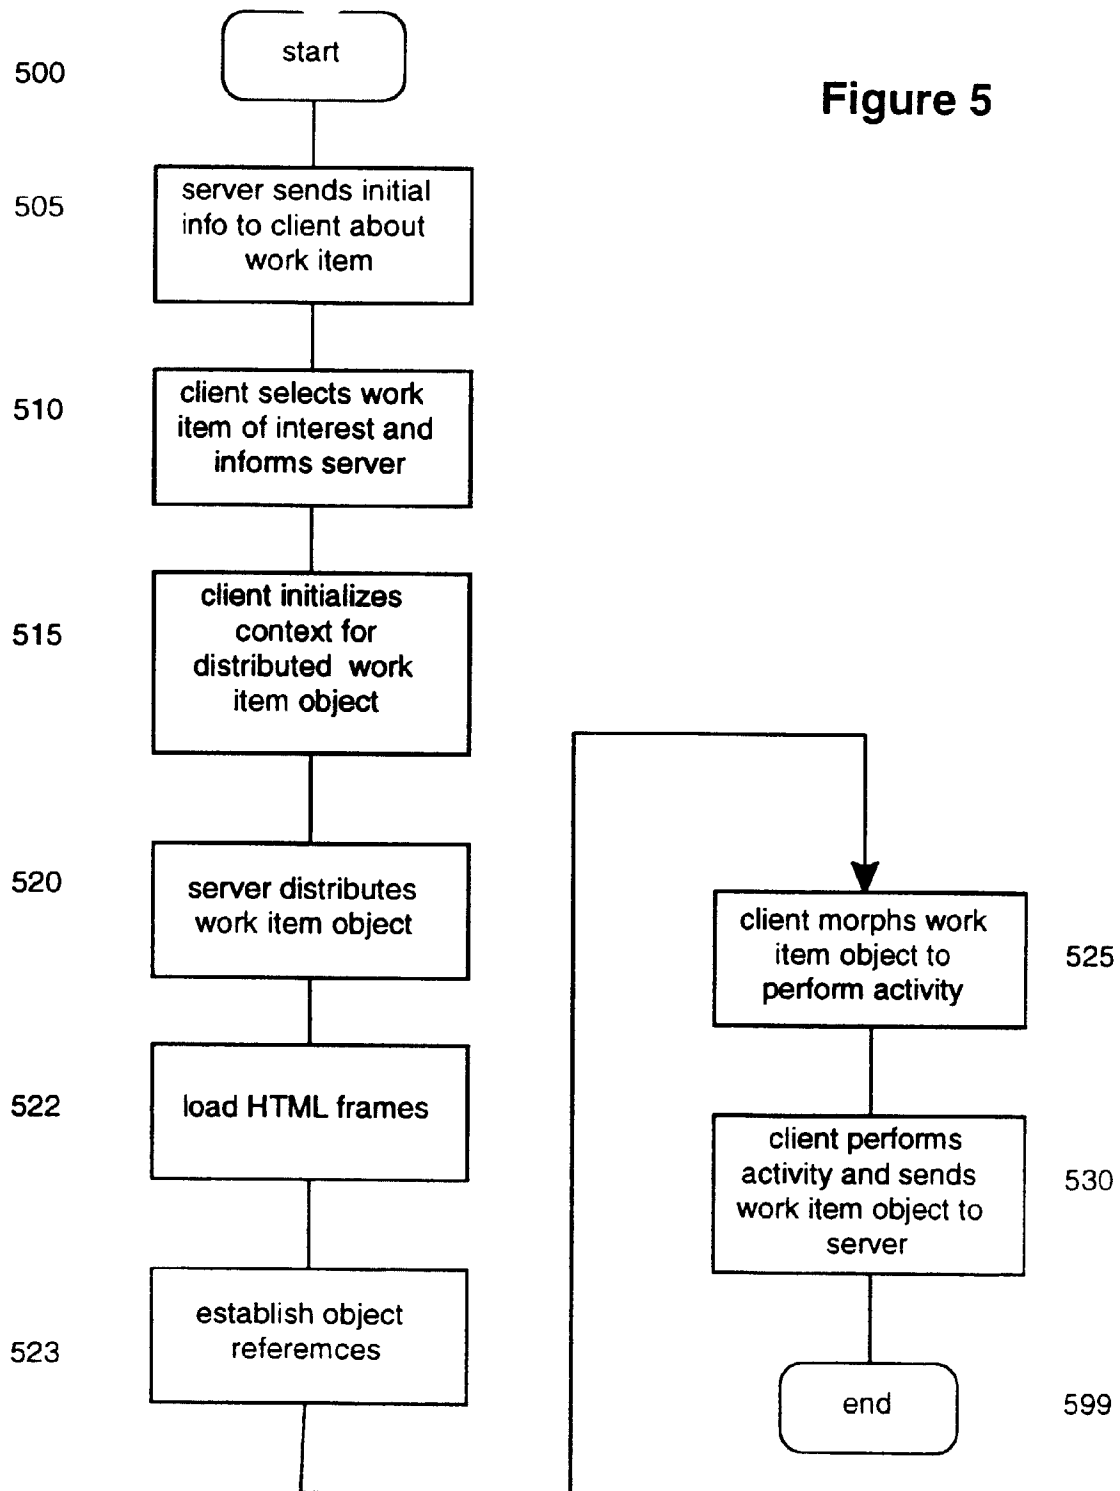 Figure 5
500
start
505
server sends initial
info to client about
work item
510
client selects work
item of interest and
informs server
515
client initializes
context for
distributed work
item object
520
server distributes
work item object
522
load HTML frames
523
establish object
referemces
client morphs work
item object to
perform activity
525
client performs
activity and sends
work item object to
server
530
end
599